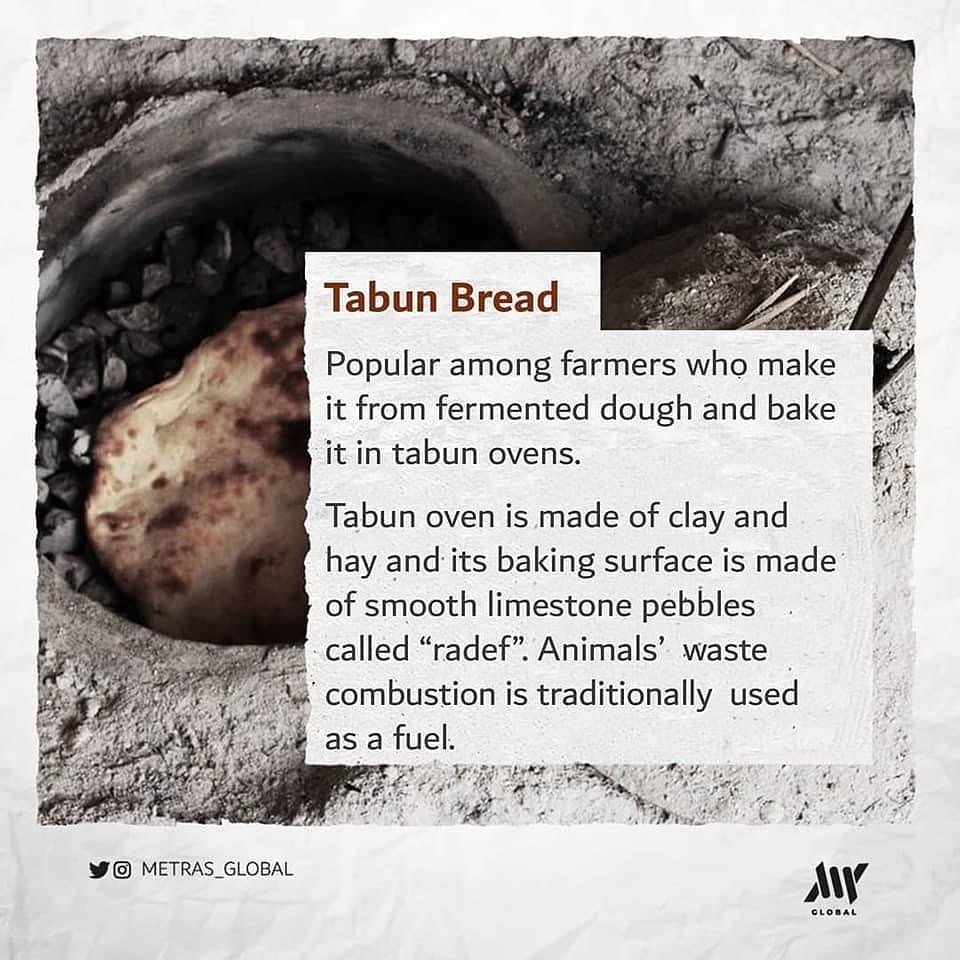 Tabun Bread
Popular among farmers who make
it from fermented dough and bake
it in tabun ovens.
Tabun oven is made of clay and
hay and its baking surface is made
of smooth limestone pebbles
called “radef”. Animals’ waste
combustion is traditionally used
as a fuel.
METRAS_GLOBAL
GLOBAL